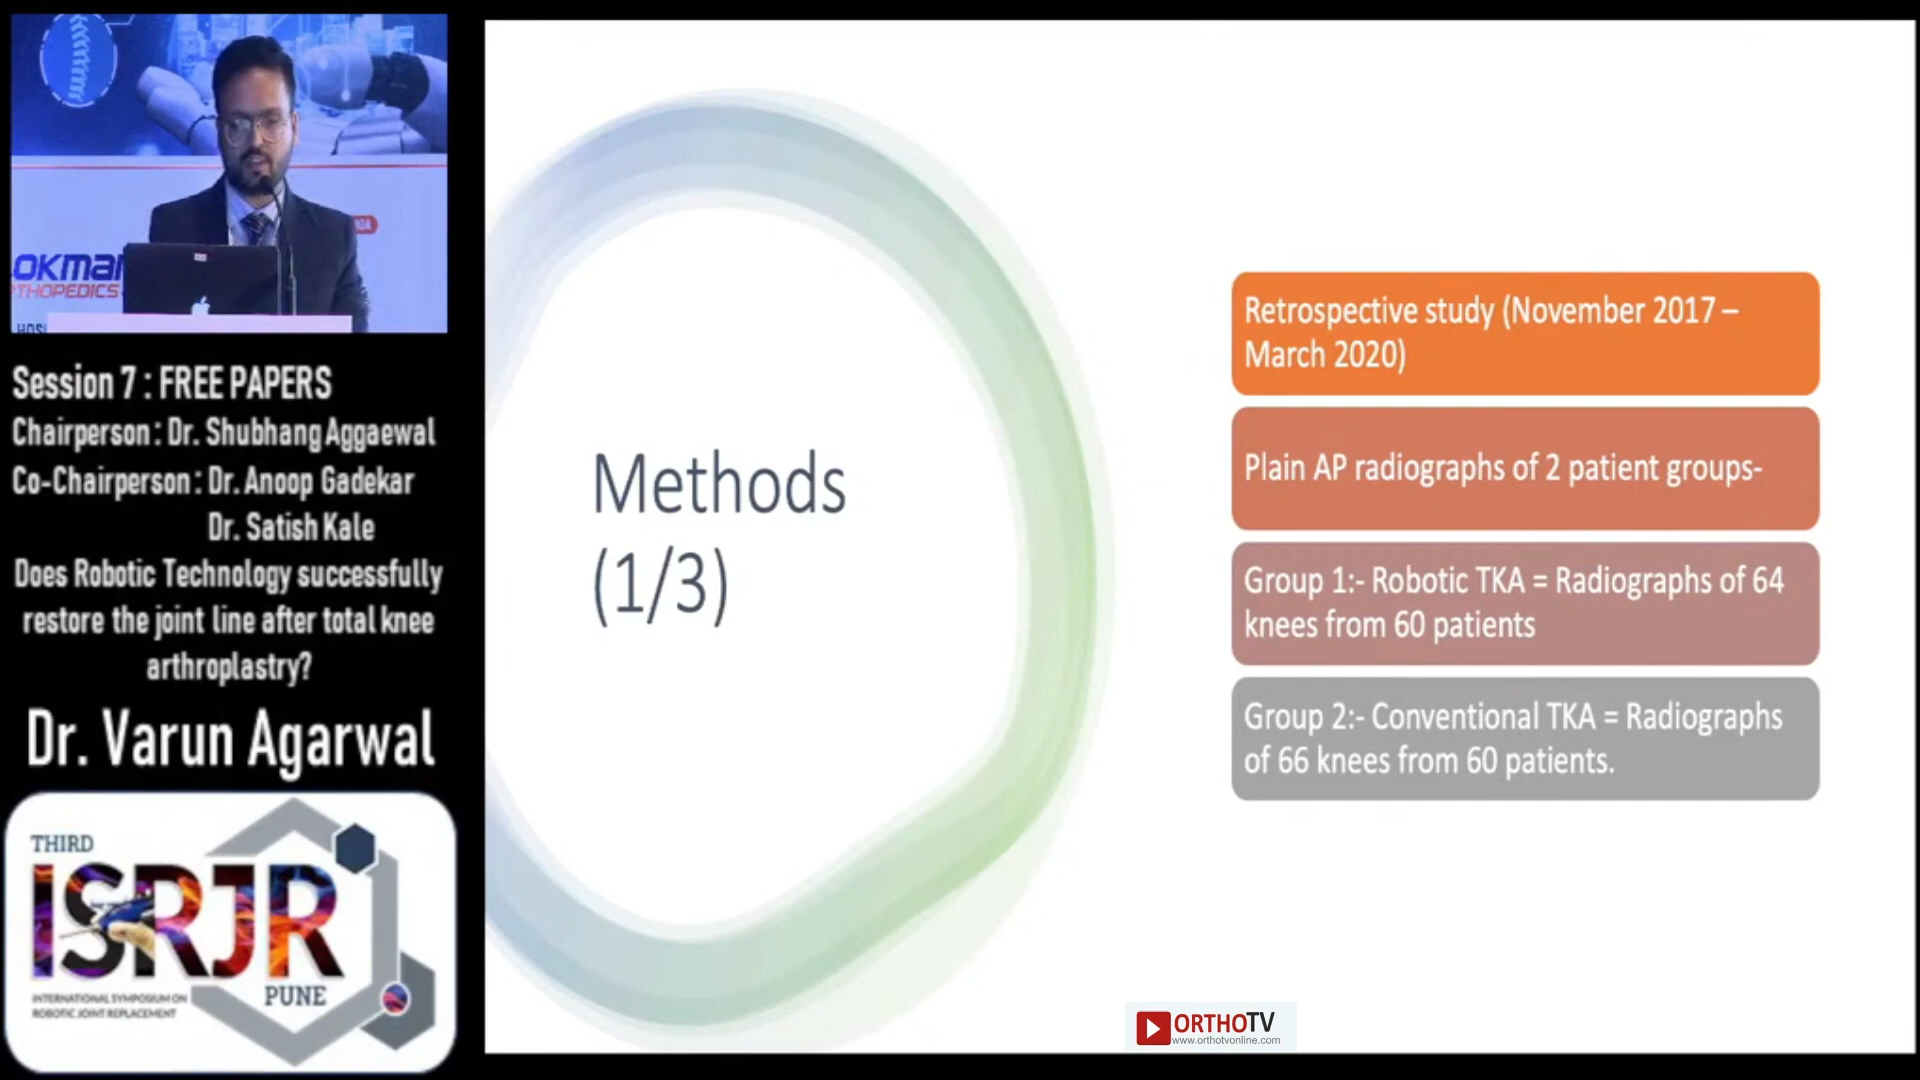 OKMA
THOPEDICS
HOSI
Session 7 : FREE PAPERS
Chairperson : Dr. Shubhang Aggaewal
Co-Chairperson : Dr. Anoop Gadekar
Dr. Satish Kale
Does Robotic Technology successfully
restore the joint line after total knee
arthroplastry?
Dr. Varun Agarwal
THIRD
ISRJR
PUNE
INTERNATIONAL SYMPOSIUM ON
ROBOTIC JOINT REPLACEMENT
Methods
(1/3)
Retrospective study (November 2017 –
March 2020)
Plain AP radiographs of 2 patient groups-
Group 1:- Robotic TKA = Radiographs of 64
knees from 60 patients
Group 2:- Conventional TKA = Radiographs
of 66 knees from 60 patients.
ORTHOTV
www.orthotvonline.com